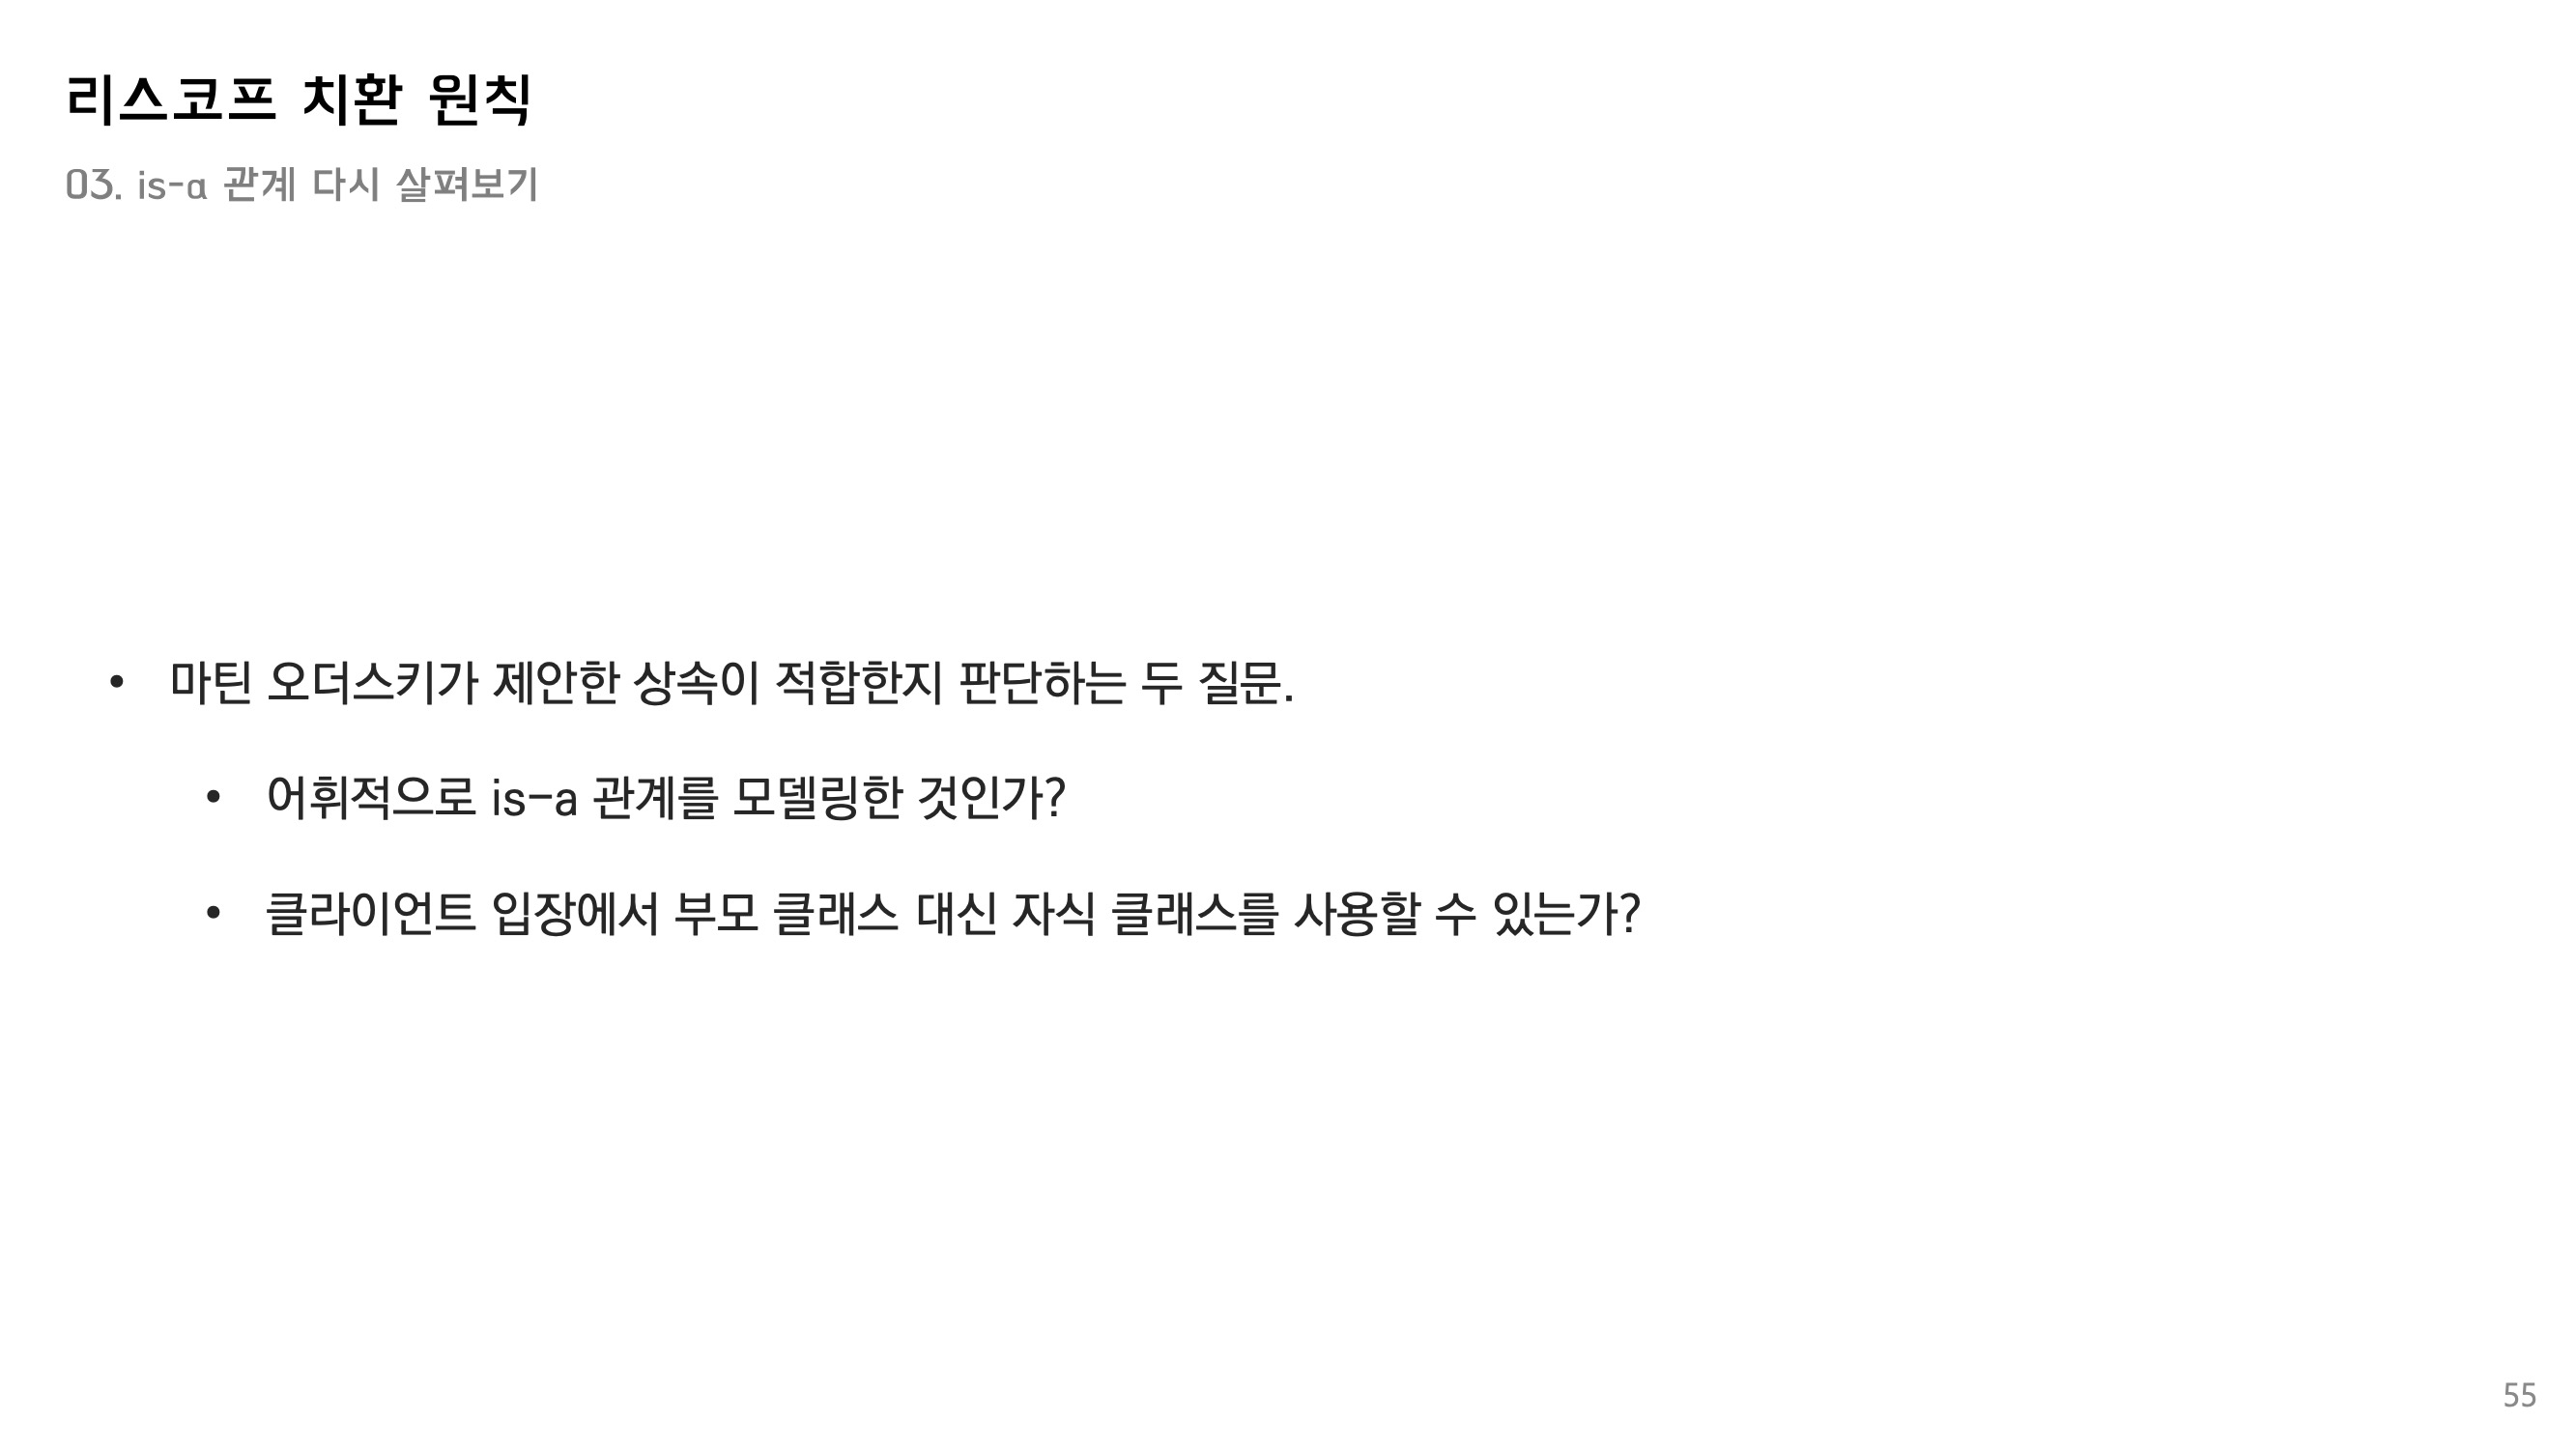 리스코프 치환 원칙
03. is-a 관계 다시 살펴보기
• 마틴 오더스키가 제안한 상속이 적합한지 판단하는 두 질문.
• 어휘적으로 is-a 관계를 모델링한 것인가?
• 클라이언트 입장에서 부모 클래스 대신 자식 클래스를 사용할 수 있는가?
55